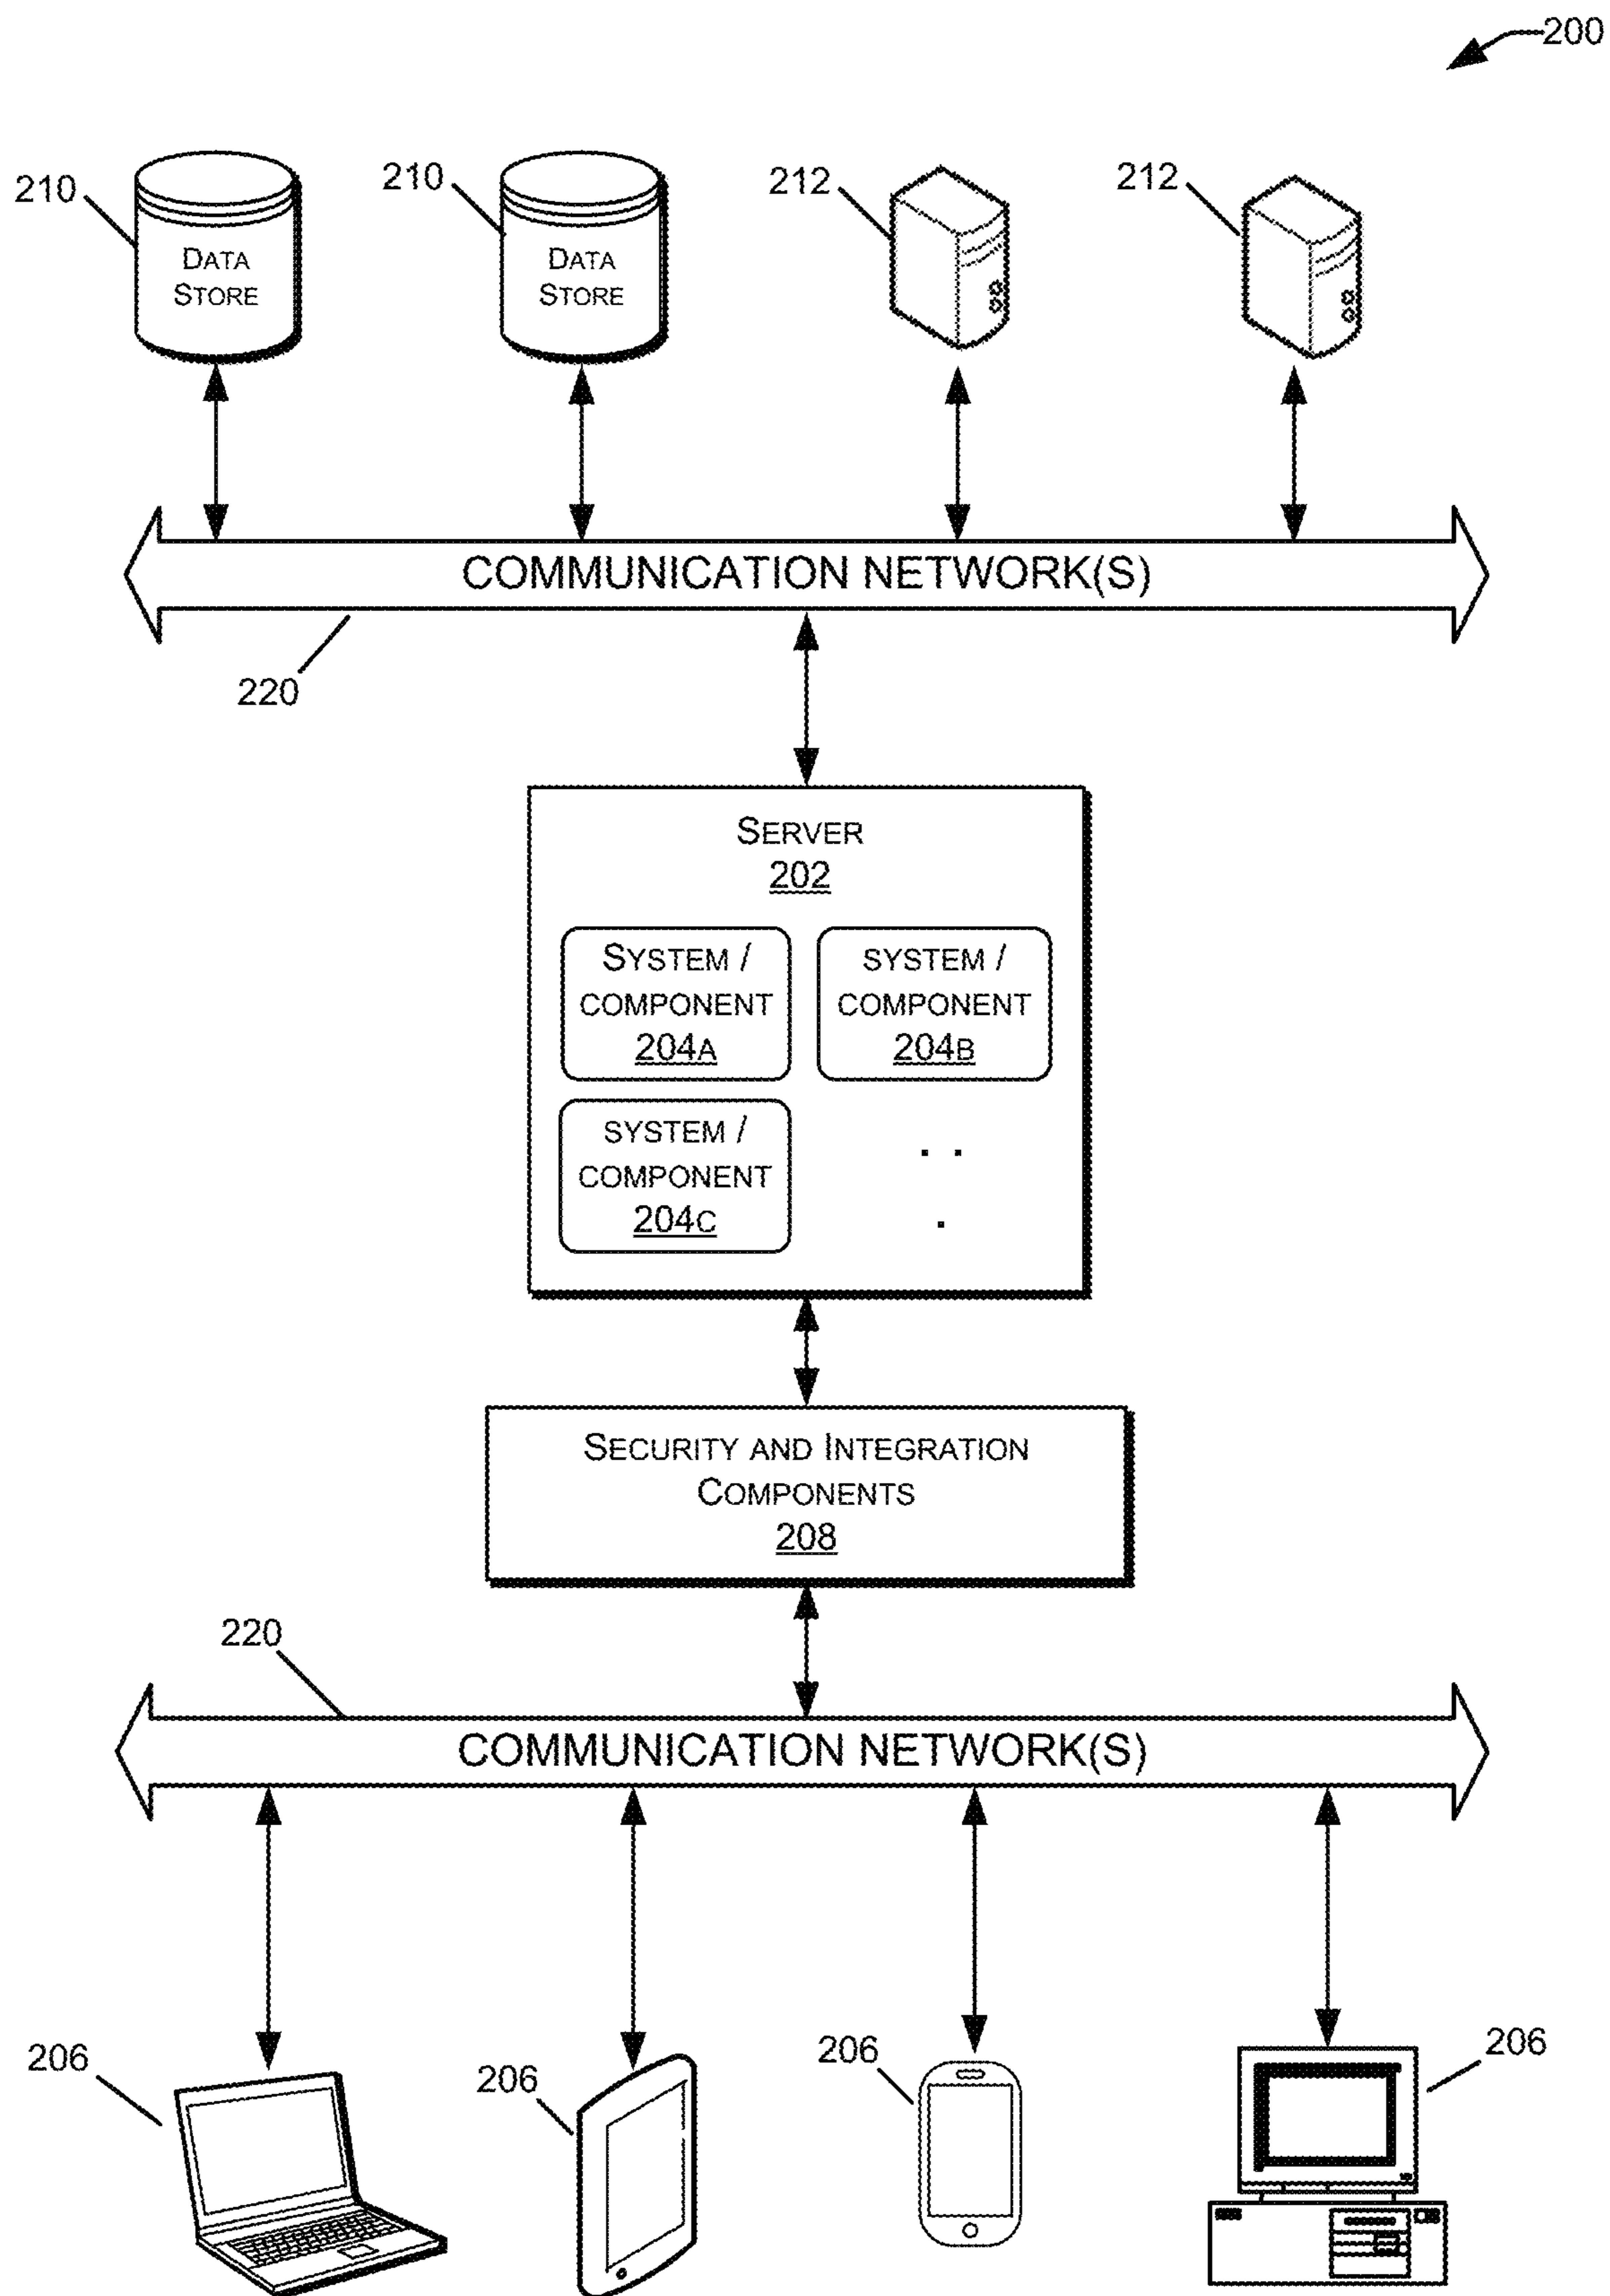 200
210
210
212
212
DATA
STORE
DATA
STORE
COMMUNICATION NETWORK(S)
220
SERVER
202
SYSTEM /
COMPONENT
204A
SYSTEM /
COMPONENT
204B
SYSTEM /
COMPONENT
204C
. .
.
SECURITY AND INTEGRATION
COMPONENTS
208
220
COMMUNICATION NETWORK(S)
206
206
206
206